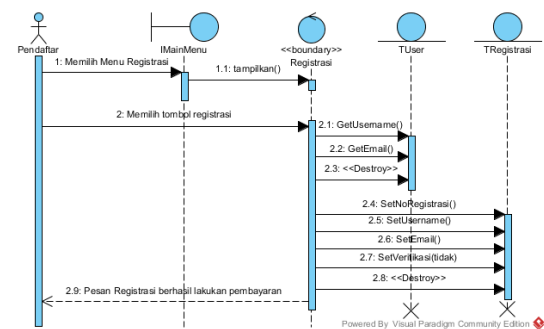 Pendaftar
IMainMenu
<<boundary>>
Registrasi
TUser
TRegistrasi
1: Memilih Menu Registrasi
1.1: tampilkan()
2: Memilih tombol registrasi
2.1: GetUsername()
2.2: GetEmail()
2.3: <<Destroy>>
2.4: SetNoRegistrasi()
2.5: SetUsername()
2.6: SetEmail()
2.7: SetVeritikasi(tidak)
2.8: <<Destroy>>
2.9: Pesan Registrasi berhasil lakukan pembayaran
Powered By Visual Paradigm Community Edition